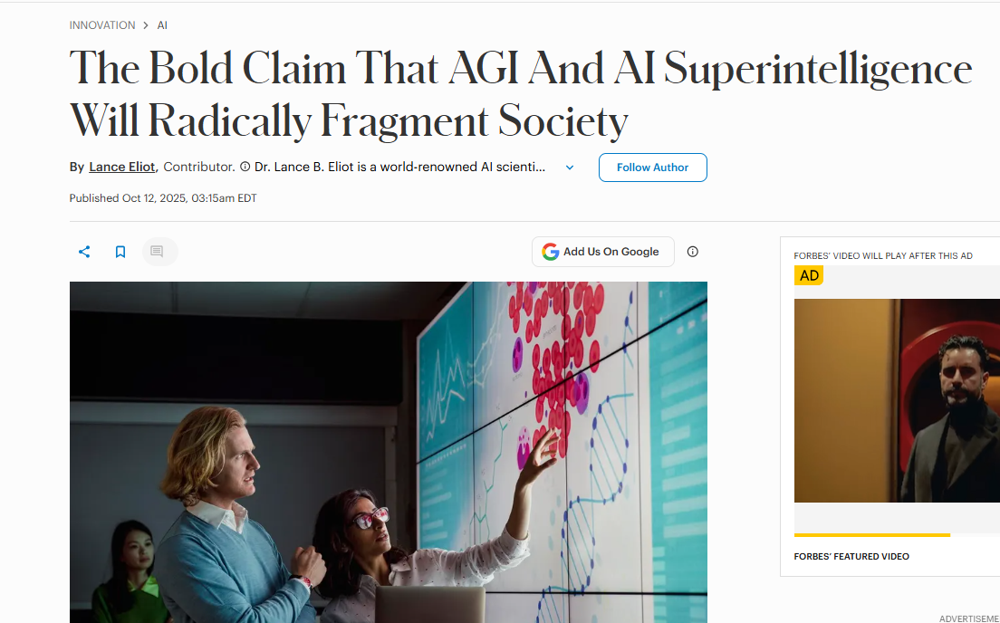 INNOVATION > AI
The Bold Claim That AGI And AI Superintelligence
Will Radically Fragment Society
By Lance Eliot, Contributor. Dr. Lance B. Eliot is a world-renowned AI scienti...
Follow Author
Published Oct 12, 2025, 03:15am EDT
Add Us On Google
FORBES’ VIDEO WILL PLAY AFTER THIS AD
AD
FORBES’ FEATURED VIDEO
ADVERTISEME